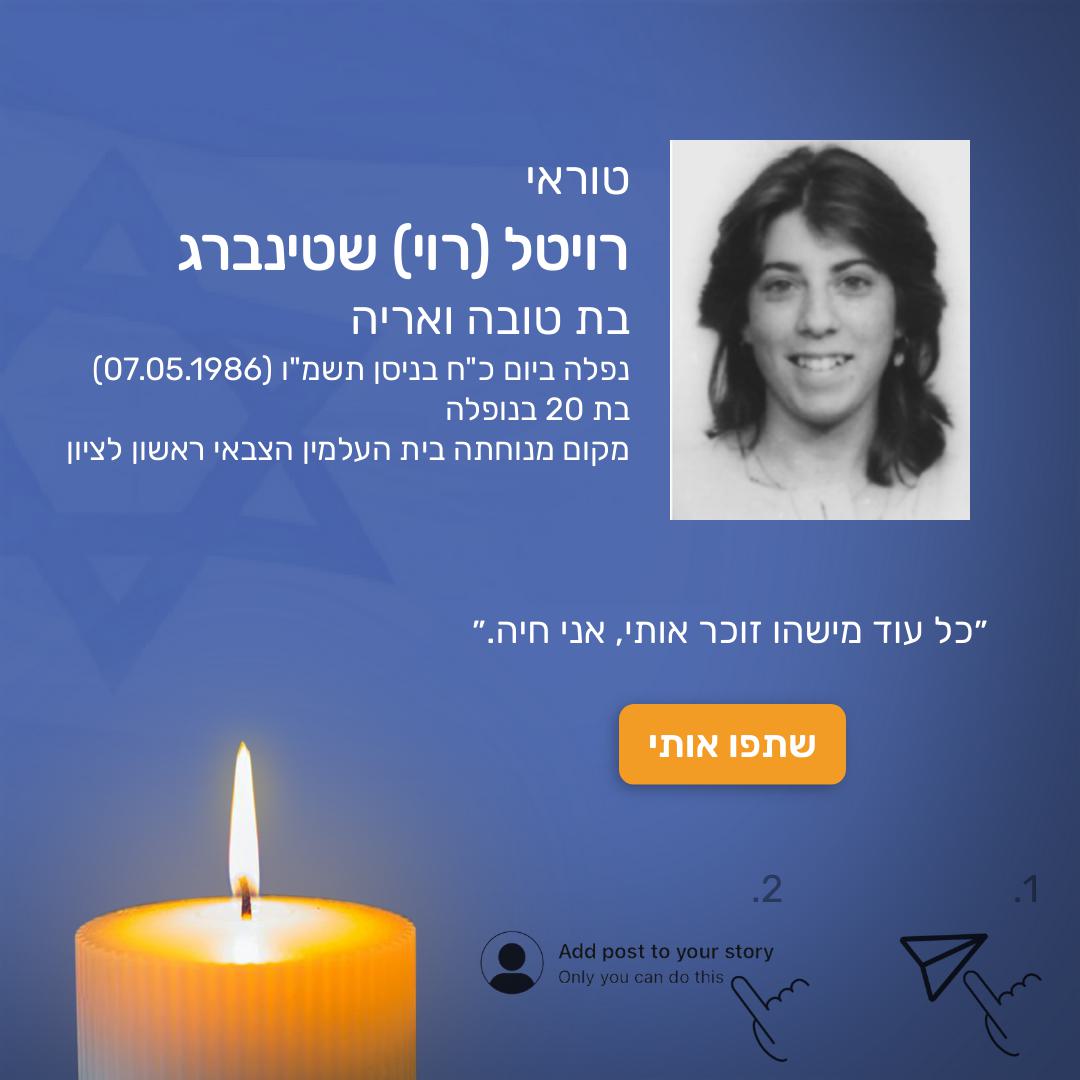 טוראי
רויטל (רוי) שטינברג
בת טובה ואריה
נפלה ביום כ"ח בניסן תשמ"ו (07.05.1986)
בת 20 בנופלה
מקום מנוחתה בית העלמין הצבאי ראשון לציון
״כל עוד מישהו זוכר אותי, אני חיה.״
שתפו אותי
.1
.2
Add post to your story
Only you can do this